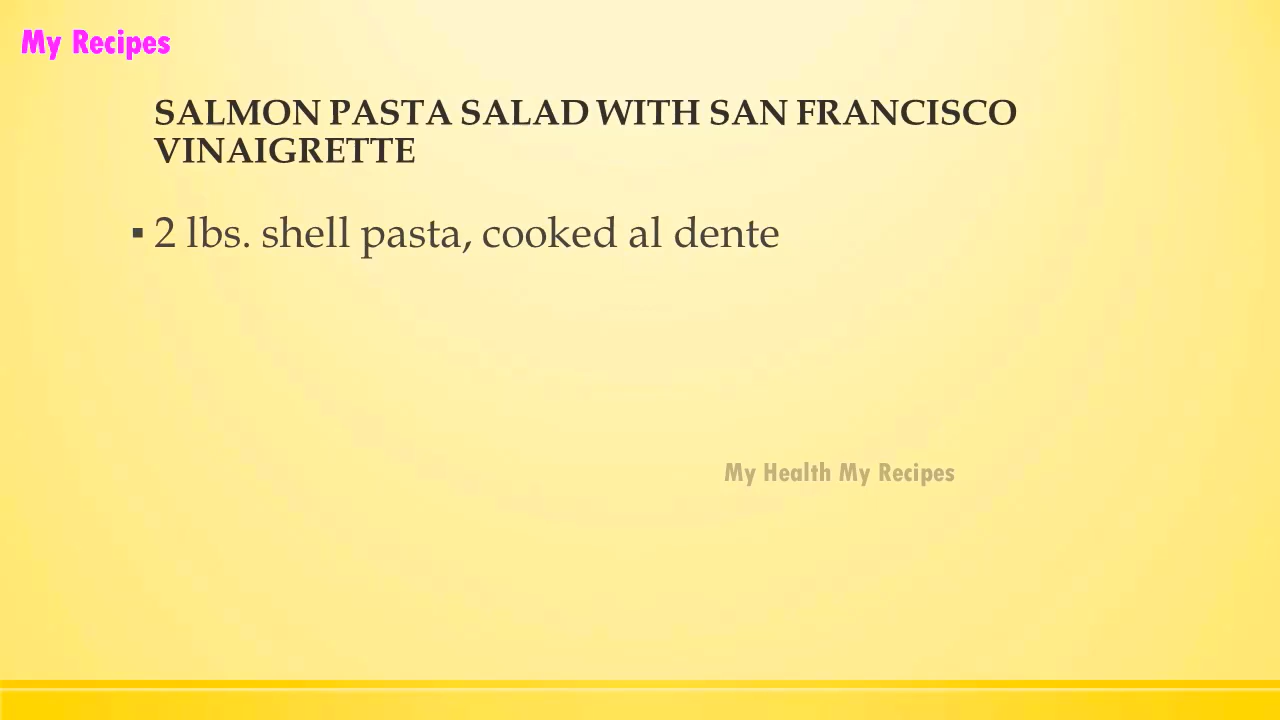 My Recipes
SALMON PASTA SALAD WITH SAN FRANCISCO
VINAIGRETTE
▪ 2 lbs. shell pasta, cooked al dente
My Health My Recipes